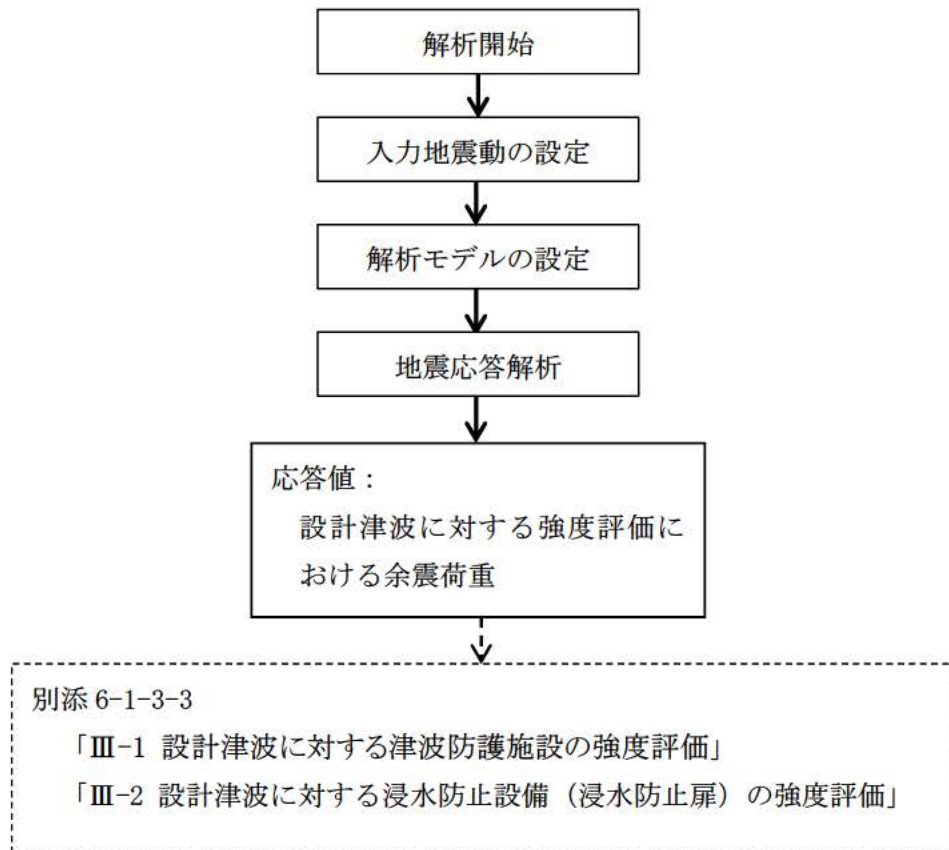 解析開始
入力地震動の設定
解析モデルの設定
地震応答解析
応答値：
設計津波に対する強度評価に
おける余震荷重
別添 6-1-3-3
「Ⅲ-1 設計津波に対する津波防護施設の強度評価」
「Ⅲ-2 設計津波に対する浸水防止設備（浸水防止扉）の強度評価」